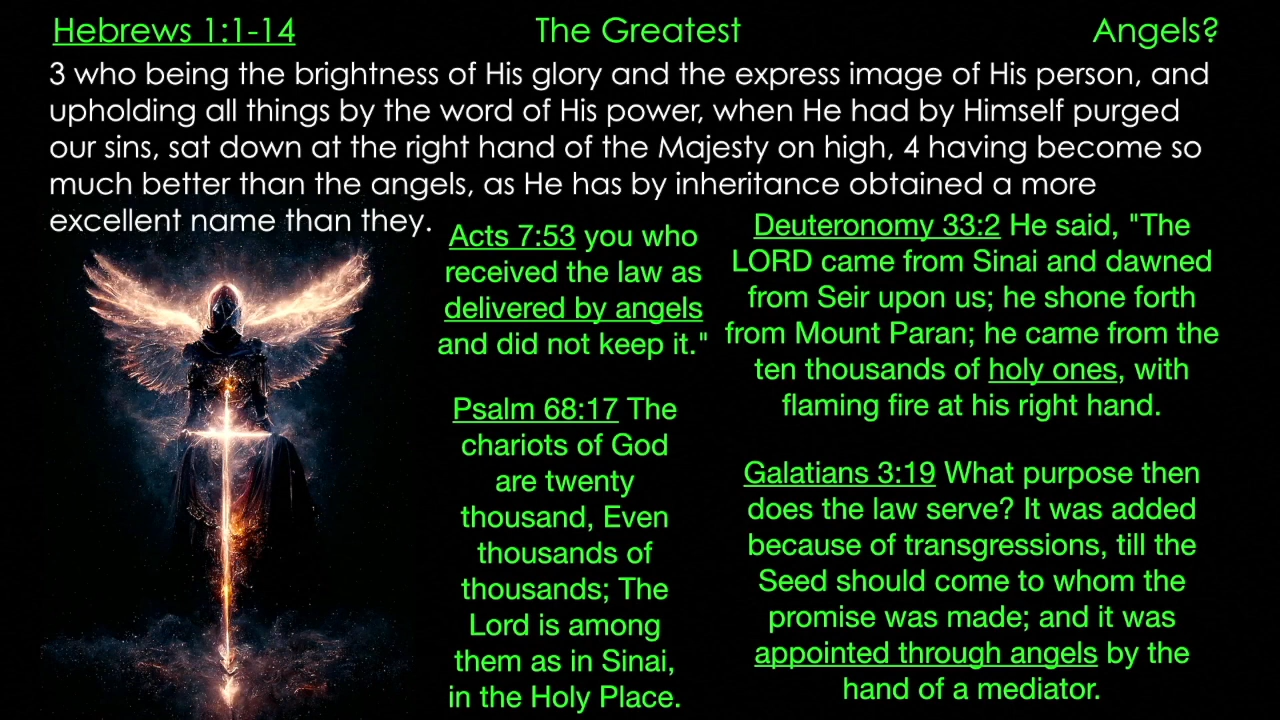 Hebrews 1:1-14 The Greatest Angels?
3 who being the brightness of His glory and the express image of His person, and
upholding all things by the word of His power, when He had by Himself purged
our sins, sat down at the right hand of the Majesty on high, 4 having become so
much better than the angels, as He has by inheritance obtained a more
excellent name than they.
Acts 7:53 you who
received the law as
delivered by angels
and did not keep it."
Psalm 68:17 The
chariots of God
are twenty
thousand, Even
thousands of
thousands; The
Lord is among
them as in Sinai,
in the Holy Place.
Deuteronomy 33:2 He said, "The
LORD came from Sinai and dawned
from Seir upon us; he shone forth
from Mount Paran; he came from the
ten thousands of holy ones, with
flaming fire at his right hand.
Galatians 3:19 What purpose then
does the law serve? It was added
because of transgressions, till the
Seed should come to whom the
promise was made; and it was
appointed through angels by the
hand of a mediator.